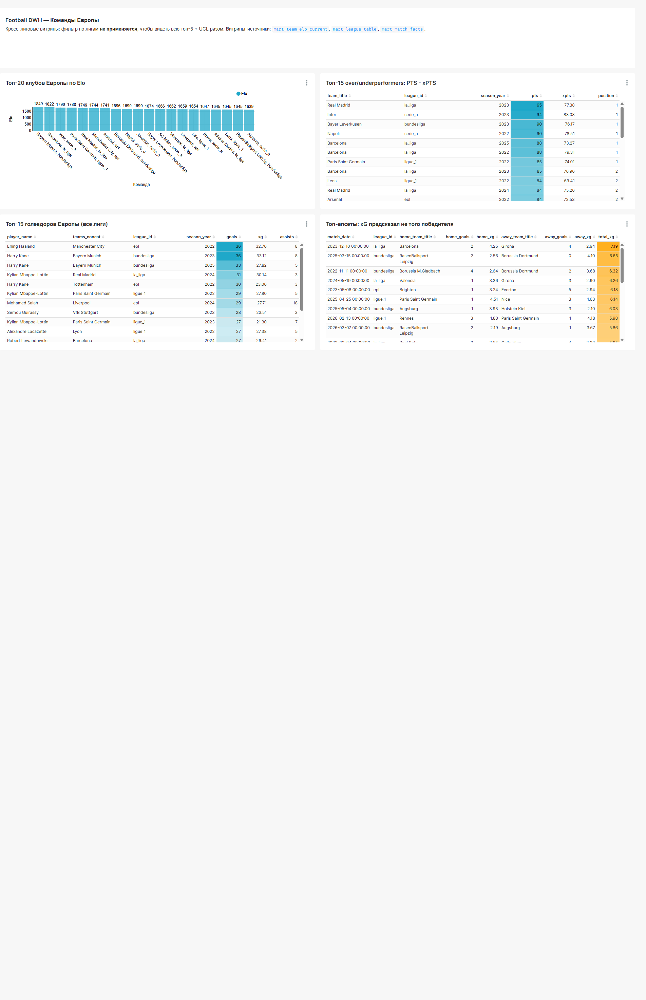 Football DWH — Команды Европы
Кросс-лиговые витрины: фильтр по лигам не применяется, чтобы видеть всю топ-5 + UCL разом. Витрины-источники: mart_team_elo_current, mart_league_table, mart_match_facts.
Топ-20 клубов Европы по Elo
Elo
1849 1822 1790 1788 1749 1744 1741 1696 1690 1690 1674 1666 1662 1659 1654 1647 1645 1645 1645 1639
Elo
1500
1000
500
0
Bayern Munich, bundesliga
Barcelona, la_liga
Inter, serie_a
Paris Saint Germain, ligue_1
Real Madrid, la_liga
Manchester City, epl
Arsenal, epl
Borussia Dortmund, bundesliga
Napoli, serie_a
Juventus, serie_a
Bayer Leverkusen, bundesliga
AC Milan, serie_a
Villarreal, la_liga
Liverpool, epl
Lille, ligue_1
Roma, serie_a
Atletico Madrid, la_liga
Lens, ligue_1
RasenBallsport Leipzig, bundesliga
Atalanta, serie_a
Команда
Топ-15 over/underperformers: PTS - xPTS
team_title league_id season_year pts xpts position
Real Madrid la_liga 2023 95 77.38 1
Inter serie_a 2023 94 83.08 1
Bayer Leverkusen bundesliga 2023 90 76.17 1
Napoli serie_a 2022 90 78.51 1
Barcelona la_liga 2025 88 73.27 1
Barcelona la_liga 2022 88 79.31 1
Paris Saint Germain ligue_1 2022 85 74.01 1
Barcelona la_liga 2023 85 76.96 2
Lens ligue_1 2022 84 69.41 2
Real Madrid la_liga 2024 84 75.26 2
Arsenal epl 2022 84 72.53 2
Топ-15 голеадоров Европы (все лиги)
player_name teams_concat league_id season_year goals xg assists
Erling Haaland Manchester City epl 2022 36 32.76 8
Harry Kane Bayern Munich bundesliga 2023 36 33.12 8
Harry Kane Bayern Munich bundesliga 2025 33 27.82 5
Kylian Mbappe-Lottin Real Madrid la_liga 2024 31 30.14 3
Harry Kane Tottenham epl 2022 30 23.06 3
Kylian Mbappe-Lottin Paris Saint Germain ligue_1 2022 29 27.80 5
Mohamed Salah Liverpool epl 2024 29 27.71 18
Serhou Guirassy VfB Stuttgart bundesliga 2023 28 23.51 3
Kylian Mbappe-Lottin Paris Saint Germain ligue_1 2023 27 21.30 7
Alexandre Lacazette Lyon ligue_1 2022 27 27.38 5
Robert Lewandowski Barcelona la_liga 2024 27 29.41 2
Топ-апсеты: xG предсказал не того победителя
match_date league_id home_team_title home_goals home_xg away_team_title away_goals away_xg total_xg
2023-12-10 00:00:00 la_liga Barcelona 2 4.25 Girona 4 2.94 7.19
2025-03-15 00:00:00 bundesliga RasenBallsport 2 2.56 Borussia Dortmund 0 4.10 6.65
Leipzig
2022-11-11 00:00:00 bundesliga Borussia M.Gladbach 4 2.64 Borussia Dortmund 2 3.68 6.32
2024-05-19 00:00:00 la_liga Valencia 1 3.36 Girona 3 2.90 6.26
2023-05-08 00:00:00 epl Brighton 1 3.24 Everton 5 2.94 6.18
2025-04-25 00:00:00 ligue_1 Paris Saint Germain 1 4.51 Nice 3 1.63 6.14
2025-05-04 00:00:00 bundesliga Augsburg 1 3.93 Holstein Kiel 3 2.10 6.03
2026-02-13 00:00:00 ligue_1 Rennes 3 1.80 Paris Saint Germain 1 4.18 5.98
2026-03-07 00:00:00 bundesliga RasenBallsport 2 2.19 Augsburg 1 3.67 5.86
Leipzig